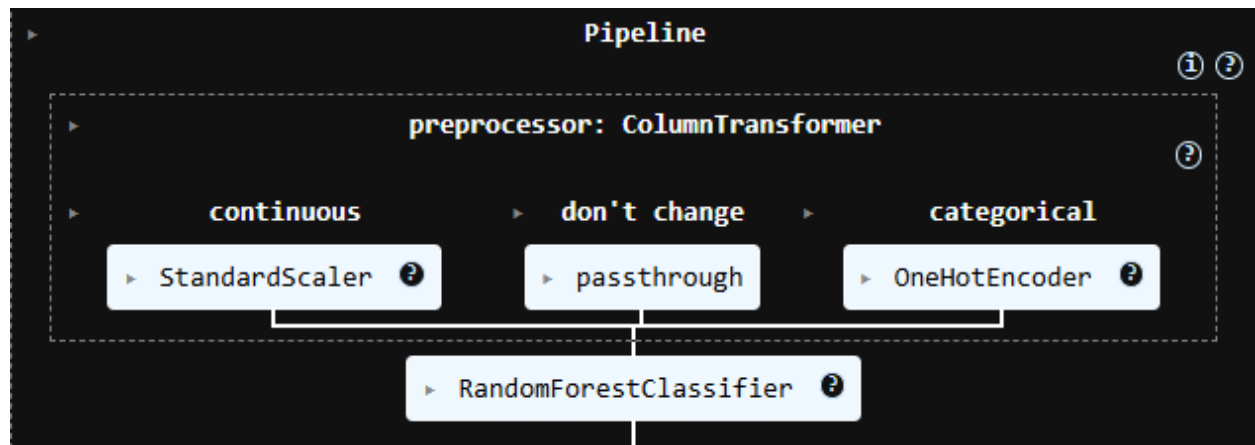 Pipeline
i ?
preprocessor: ColumnTransformer
?
continuous don't change categorical
StandardScaler ? passthrough OneHotEncoder ?
RandomForestClassifier ?